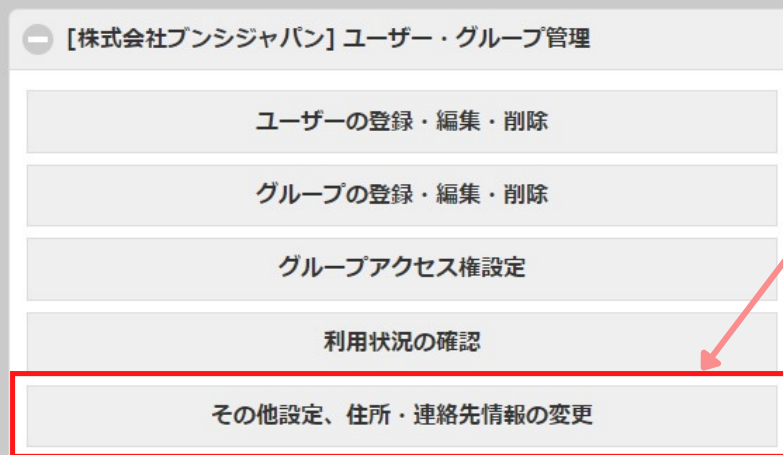 [株式会社ブンシジャパン] ユーザー・グループ管理
ユーザーの登録・編集・削除
グループの登録・編集・削除
グループアクセス権設定
利用状況の確認
その他設定、住所・連絡先情報の変更